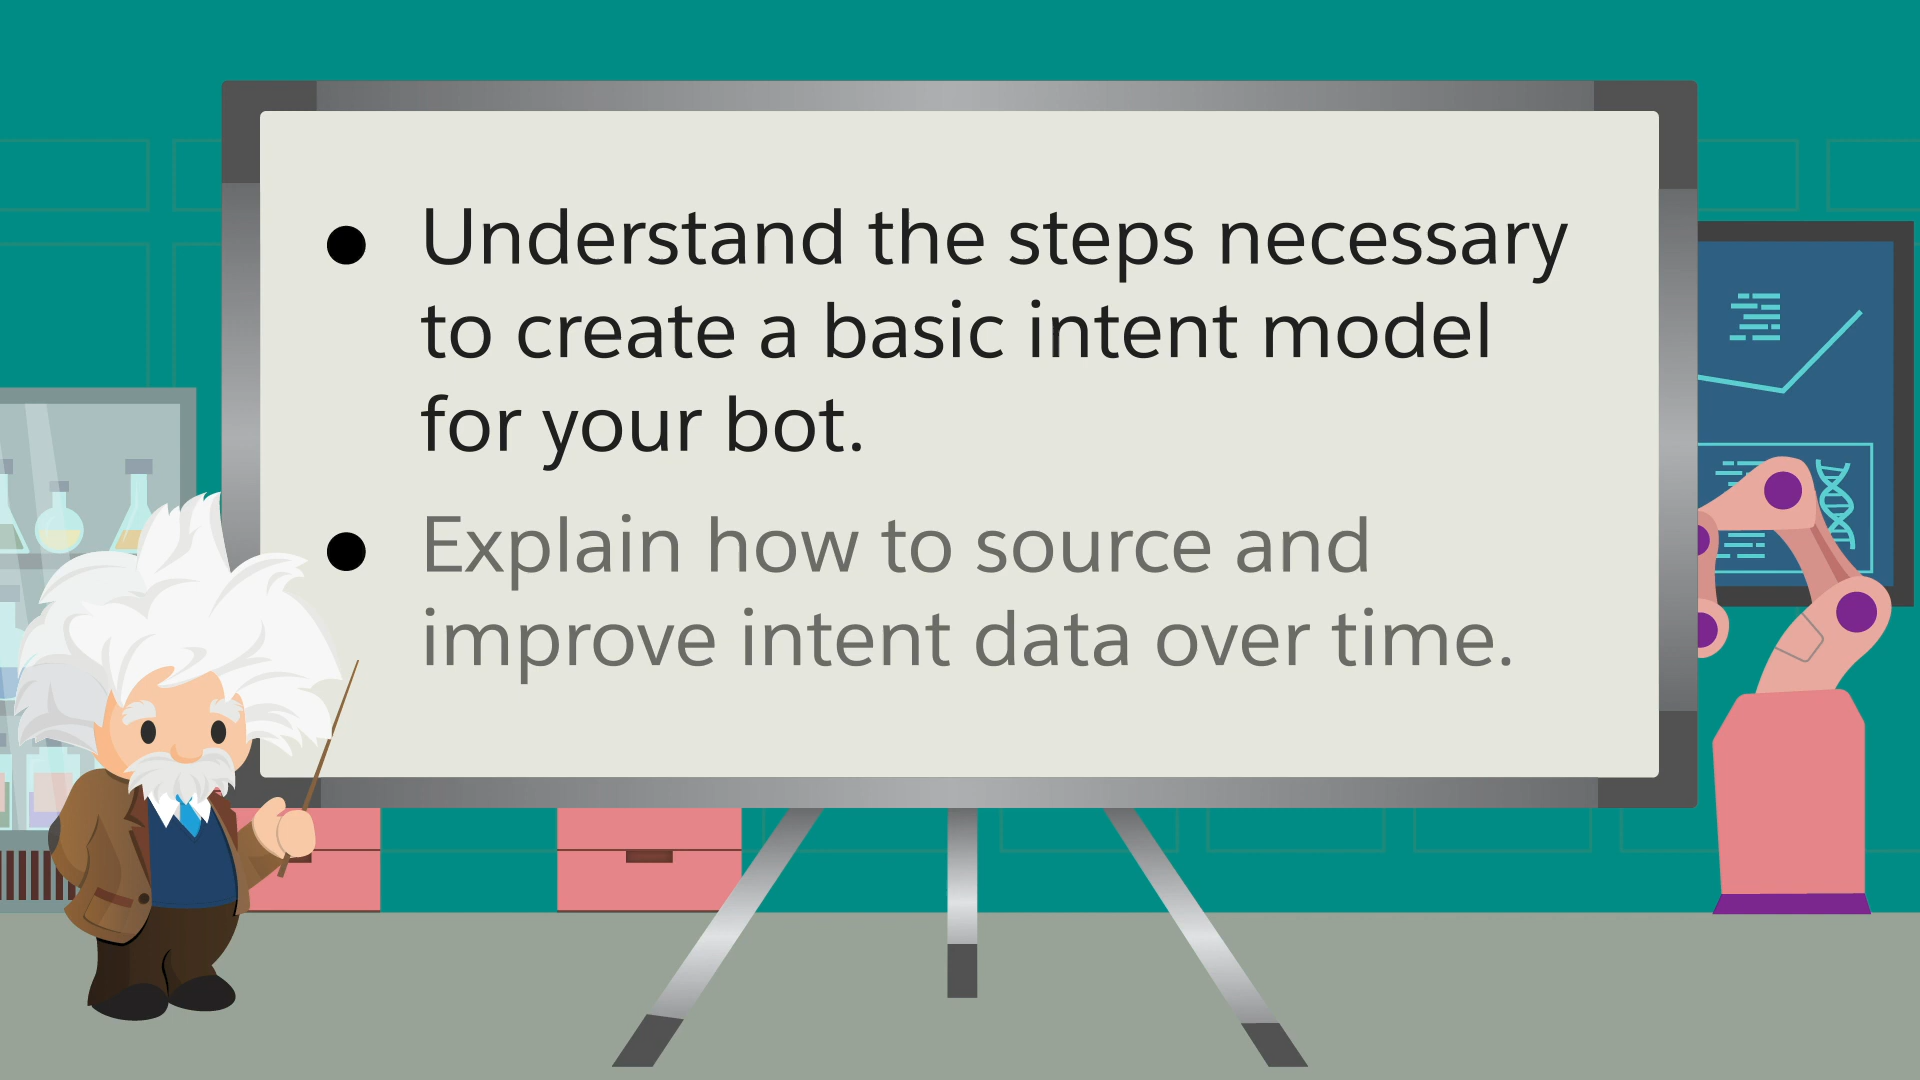 ● Understand the steps necessary
to create a basic intent model
for your bot.
● Explain how to source and
improve intent data over time.